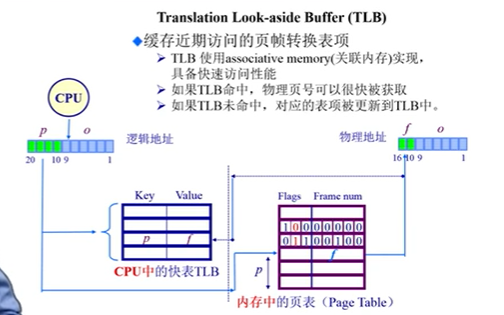 Translation Look-aside Buffer (TLB)
◆缓存近期访问的页帧转换表项
➢ TLB 使用associative memory(关联内存)实现,
具备快速访问性能
➢ 如果TLB命中,物理页号可以很快被获取
➢ 如果TLB未命中,对应的表项被更新到TLB中。
CPU
p o
逻辑地址
20 10 9 1
物理地址
f o
16 10 9 1
Key Value
p f
CPU中的快表TLB
Flags Frame num
1 0 0 0 0 0 0 0
0 1 1 0 0 1 0 0
f
p
内存中的页表(Page Table)